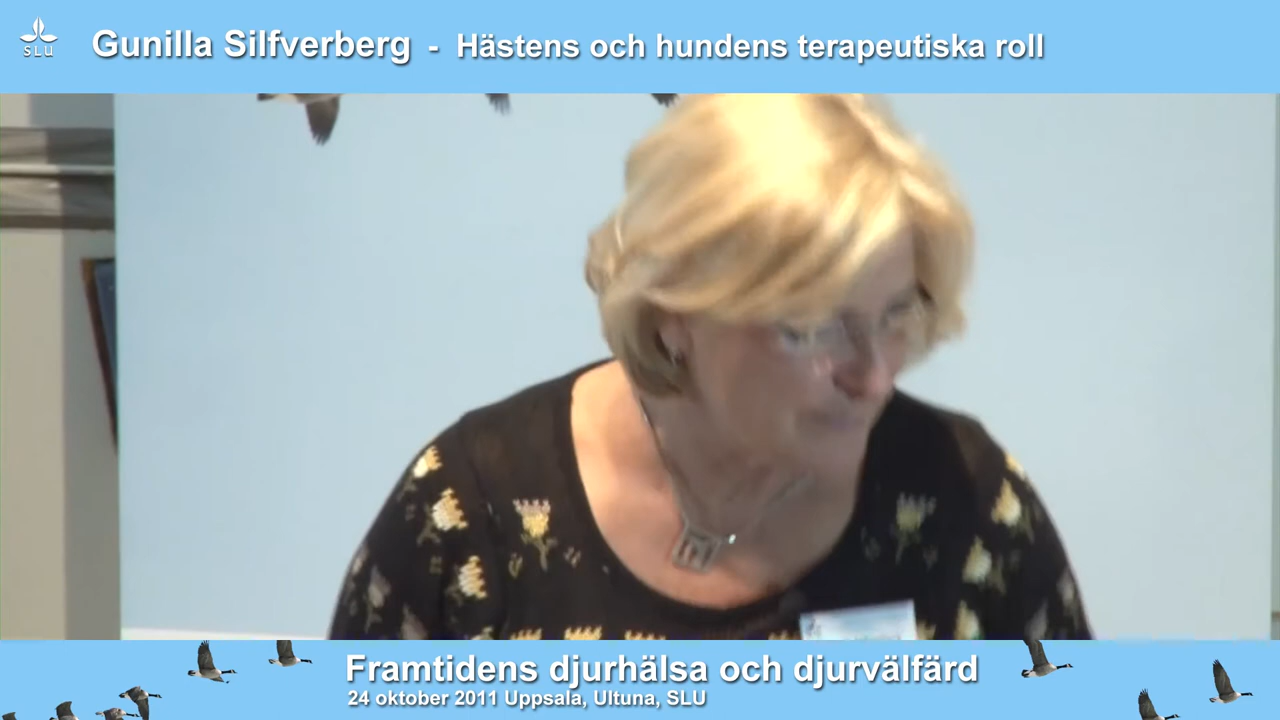 SLU
Gunilla Silfverberg - Hästens och hundens terapeutiska roll
Framtidens djurhälsa och djurvälfärd
24 oktober 2011 Uppsala, Ultuna, SLU